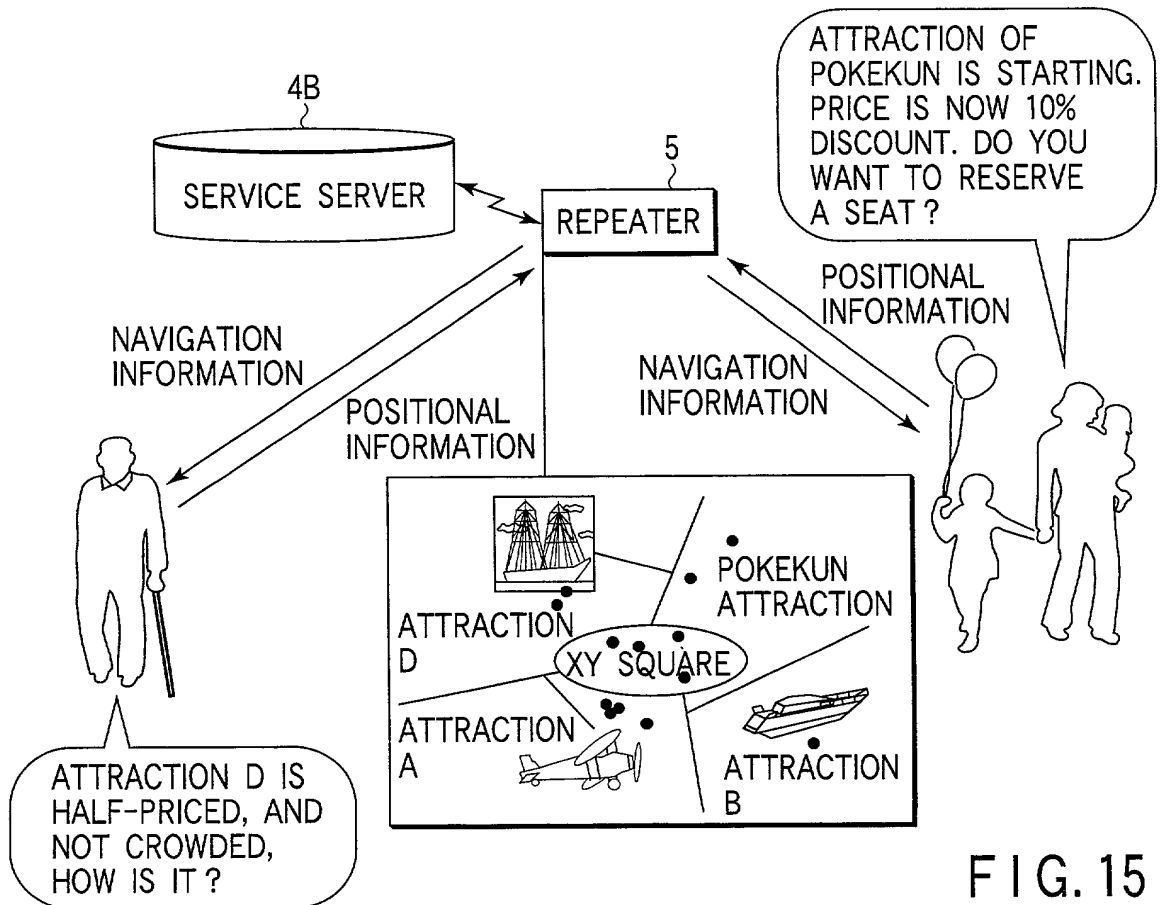 4B
SERVICE SERVER
5
REPEATER
ATTRACTION OF
POKEKUN IS STARTING.
PRICE IS NOW 10%
DISCOUNT. DO YOU
WANT TO RESERVE
A SEAT?
POSITIONAL
INFORMATION
NAVIGATION
INFORMATION
NAVIGATION
INFORMATION
POSITIONAL
INFORMATION
POKEKUN
ATTRACTION
ATTRACTION
D
XY SQUARE
ATTRACTION
A
ATTRACTION
B
ATTRACTION D IS
HALF-PRICED, AND
NOT CROWDED,
HOW IS IT?
FIG. 15